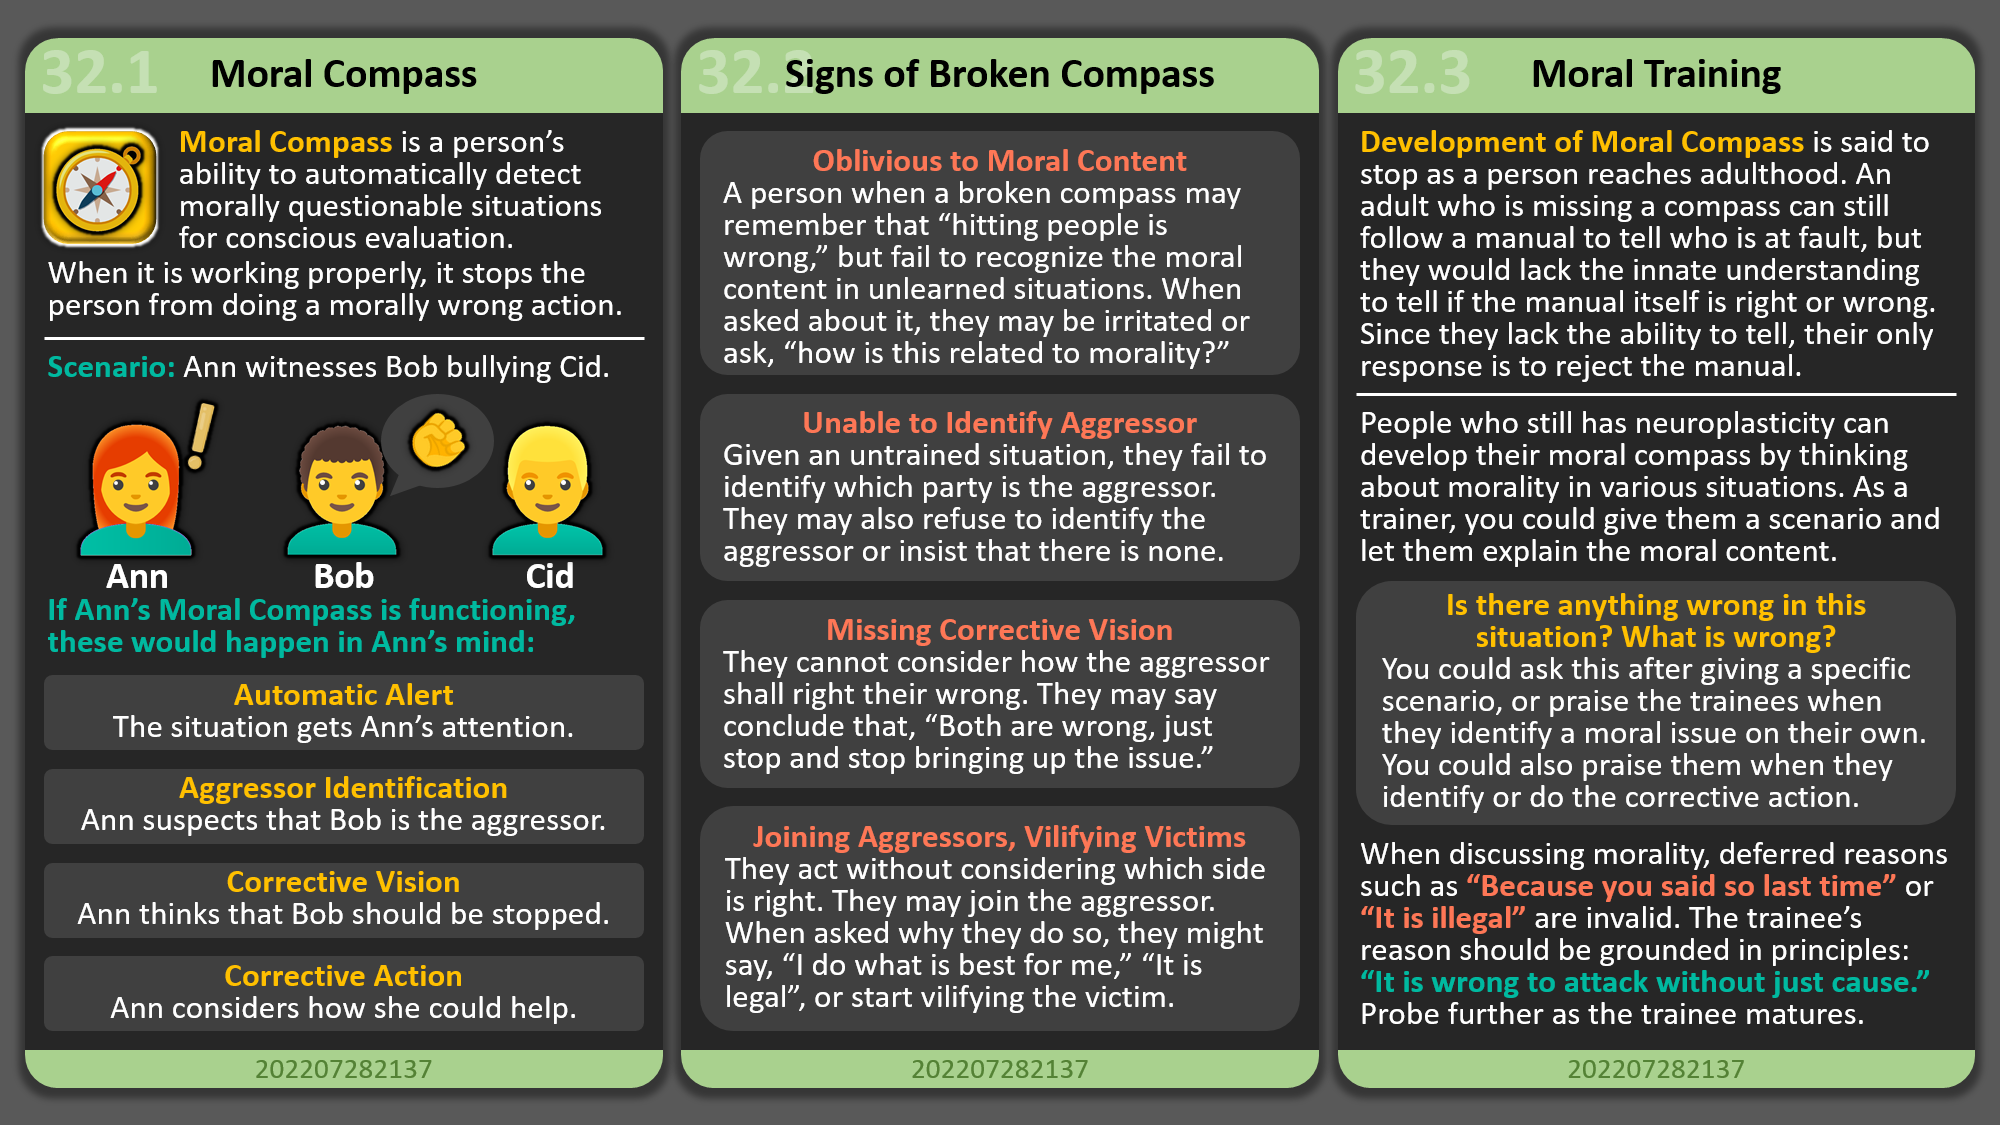 32.1
Moral Compass
Moral Compass is a person’s
ability to automatically detect
morally questionable situations
for conscious evaluation.
When it is working properly, it stops the
person from doing a morally wrong action.
Scenario: Ann witnesses Bob bullying Cid.
Ann
Bob
Cid
If Ann’s Moral Compass is functioning,
these would happen in Ann’s mind:
Automatic Alert
The situation gets Ann’s attention.
Aggressor Identification
Ann suspects that Bob is the aggressor.
Corrective Vision
Ann thinks that Bob should be stopped.
Corrective Action
Ann considers how she could help.
202207282137
32.2
Signs of Broken Compass
Oblivious to Moral Content
A person when a broken compass may
remember that “hitting people is
wrong,” but fail to recognize the moral
content in unlearned situations. When
asked about it, they may be irritated or
ask, “how is this related to morality?”
Unable to Identify Aggressor
Given an untrained situation, they fail to
identify which party is the aggressor.
They may also refuse to identify the
aggressor or insist that there is none.
Missing Corrective Vision
They cannot consider how the aggressor
shall right their wrong. They may say
conclude that, “Both are wrong, just
stop and stop bringing up the issue.”
Joining Aggressors, Vilifying Victims
They act without considering which side
is right. They may join the aggressor.
When asked why they do so, they might
say, “I do what is best for me,” “It is
legal”, or start vilifying the victim.
202207282137
32.3
Moral Training
Development of Moral Compass is said to
stop as a person reaches adulthood. An
adult who is missing a compass can still
follow a manual to tell who is at fault, but
they would lack the innate understanding
to tell if the manual itself is right or wrong.
Since they lack the ability to tell, their only
response is to reject the manual.
People who still has neuroplasticity can
develop their moral compass by thinking
about morality in various situations. As a
trainer, you could give them a scenario and
let them explain the moral content.
Is there anything wrong in this
situation? What is wrong?
You could ask this after giving a specific
scenario, or praise the trainees when
they identify a moral issue on their own.
You could also praise them when they
identify or do the corrective action.
When discussing morality, deferred reasons
such as “Because you said so last time” or
“It is illegal” are invalid. The trainee’s
reason should be grounded in principles:
“It is wrong to attack without just cause.”
Probe further as the trainee matures.
202207282137